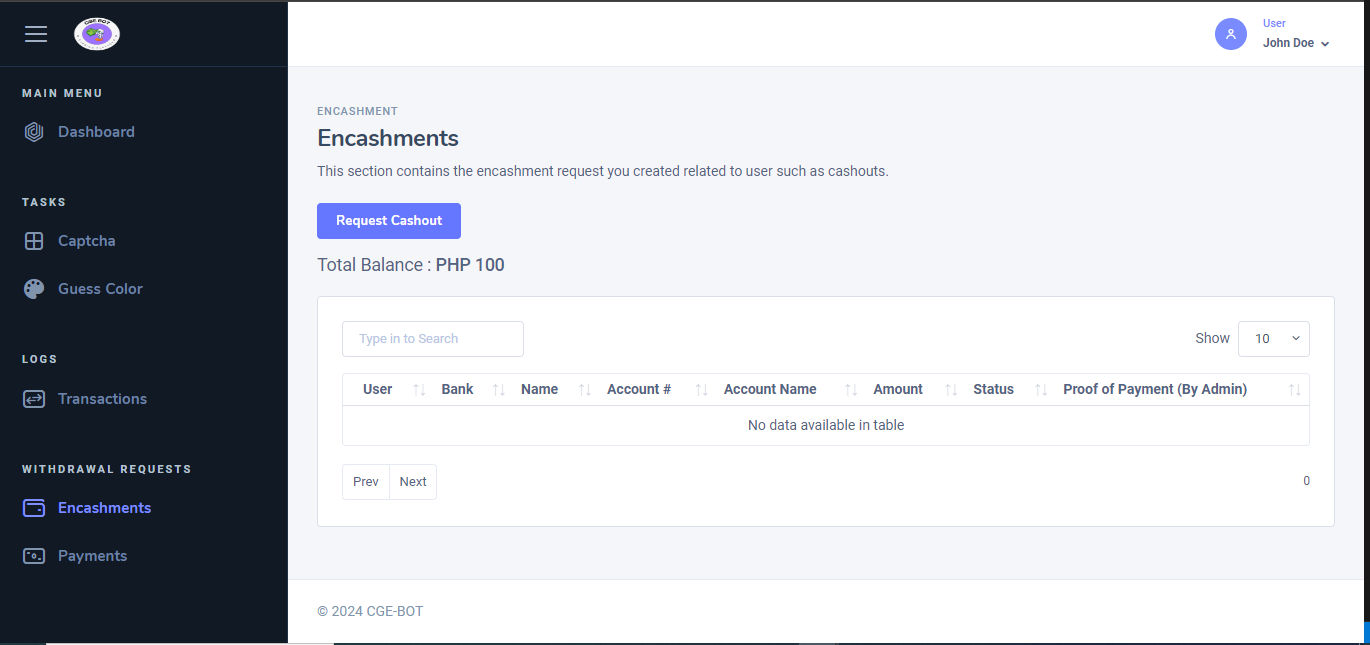 CGE-BOT
User
John Doe
MAIN MENU
Dashboard
TASKS
Captcha
Guess Color
LOGS
Transactions
WITHDRAWAL REQUESTS
Encashments
Payments
ENCASHMENT
Encashments
This section contains the encashment request you created related to user such as cashouts.
Request Cashout
Total Balance : PHP 100
Type in to Search
Show 10
User Bank Name Account # Account Name Amount Status Proof of Payment (By Admin)
No data available in table
Prev Next
0
© 2024 CGE-BOT